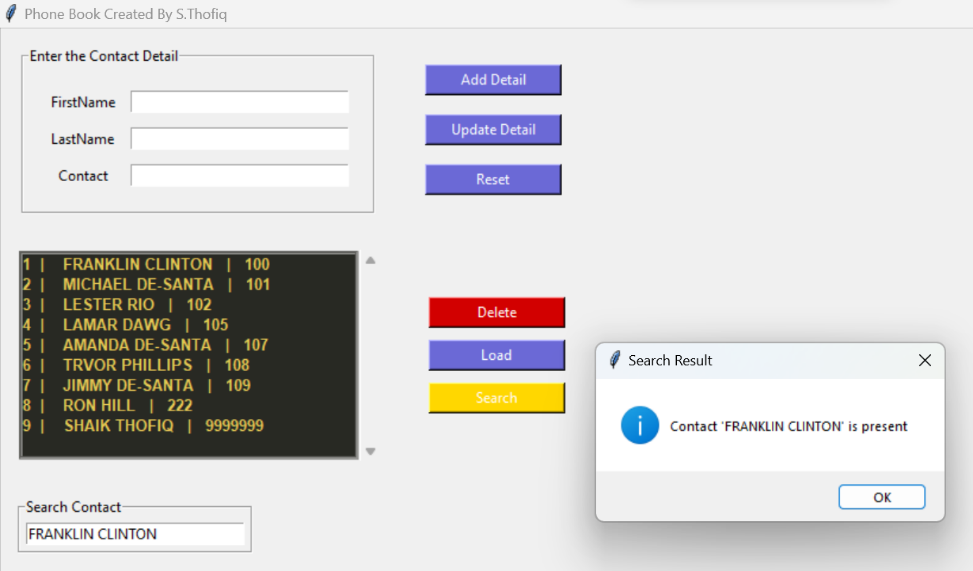 Phone Book Created By S.Thofiq
Enter the Contact Detail
FirstName
LastName
Contact
Add Detail
Update Detail
Reset
1 | FRANKLIN CLINTON | 100
2 | MICHAEL DE-SANTA | 101
3 | LESTER RIO | 102
4 | LAMAR DAWG | 105
5 | AMANDA DE-SANTA | 107
6 | TRVOR PHILLIPS | 108
7 | JIMMY DE-SANTA | 109
8 | RON HILL | 222
9 | SHAIK THOFIQ | 9999999
Delete
Load
Search
Search Result
Contact 'FRANKLIN CLINTON' is present
OK
Search Contact
FRANKLIN CLINTON